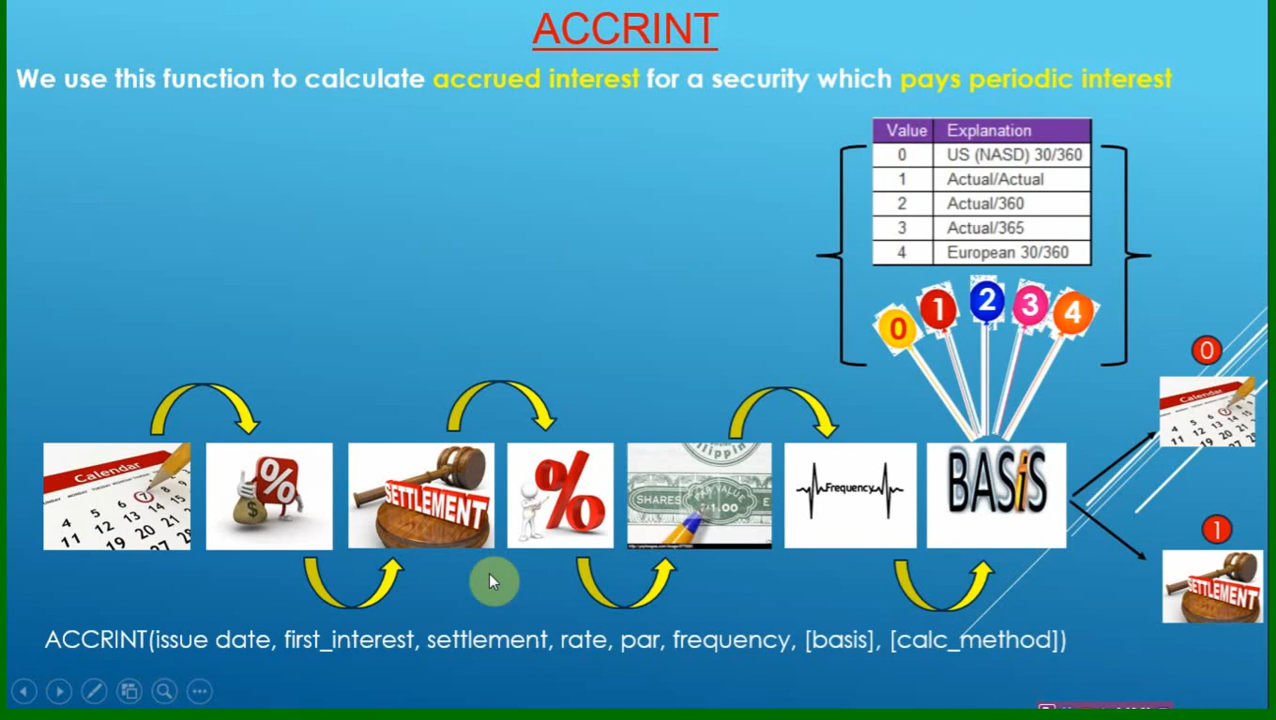 ACCRINT
We use this function to calculate accrued interest for a security which pays periodic interest
Value Explanation
0 US (NASD) 30/360
1 Actual/Actual
2 Actual/360
3 Actual/365
4 European 30/360
0 1 2 3 4
0
Calendar
Calendar
% $
SETTLEMENT
%
SHARES
Frequency
BASiS
1
SETTLEMENT
ACCRINT(issue date, first_interest, settlement, rate, par, frequency, [basis], [calc_method])